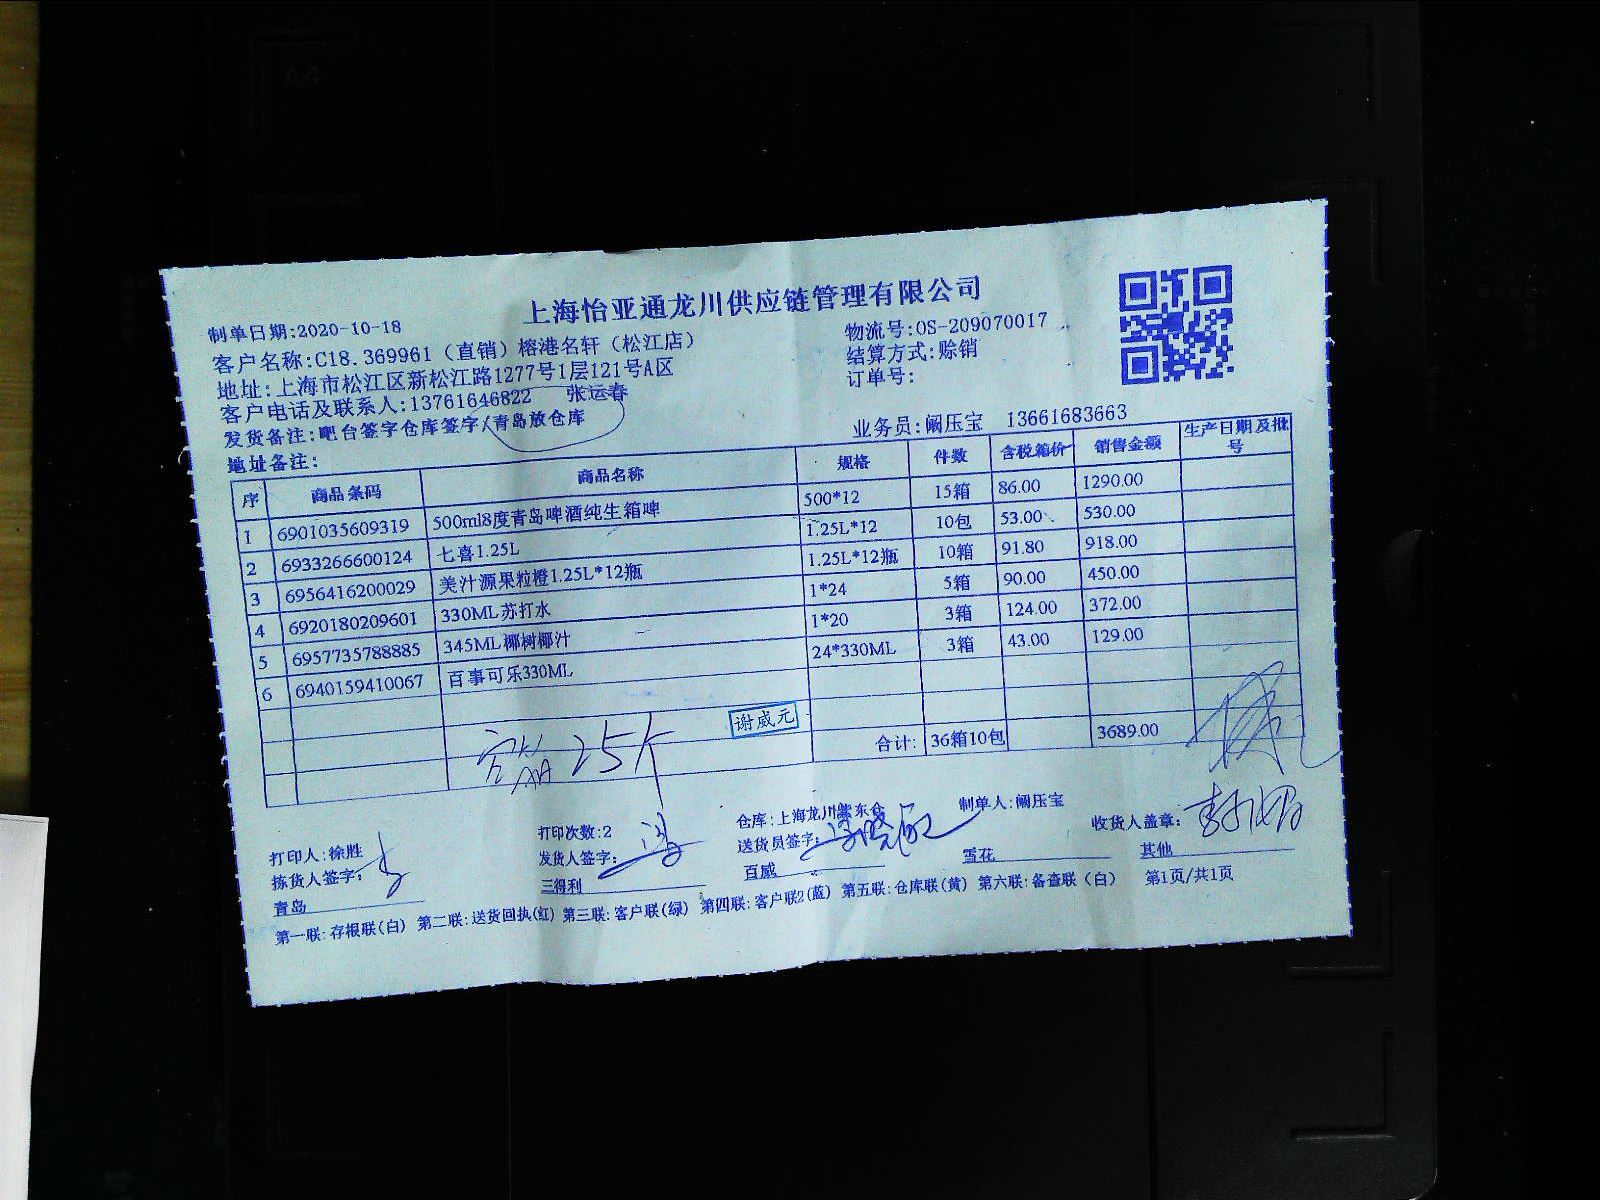 上海怡亚通龙川供应链管理有限公司
制单日期:2020-10-18
物流号:OS-209070017
客户名称:C18.369961（直销）榕港名轩（松江店）
结算方式:赊销
地址:上海市松江区新松江路1277号1层121号A区
订单号:
客户电话及联系人:13761646822 张运春
发货备注:吧台签字仓库签字/青岛放仓库
业务员:阚压宝 13661683663
地址备注:
序 商品条码 商品名称 规格 件数 含税箱价 销售金额 生产日期及批号
1 6901035609319 500ml8度青岛啤酒纯生箱啤 500*12 15箱 86.00 1290.00
2 6933266600124 七喜1.25L 1.25L*12 10包 53.00 530.00
3 6956416200029 美汁源果粒橙1.25L*12瓶 1.25L*12瓶 10箱 91.80 918.00
4 6920180209601 330ML苏打水 1*24 5箱 90.00 450.00
5 6957735788885 345ML椰树椰汁 1*20 3箱 124.00 372.00
6 6940159410067 百事可乐330ML 24*330ML 3箱 43.00 129.00
谢威元
合计: 36箱10包 3689.00
25个
打印人:徐胜 打印次数:2 仓库:上海龙川 东仓 制单人:阚压宝
拣货人签字: 发货人签字: 送货员签字: 收货人盖章:
青岛 三得利 百威 雪花 其他
第一联:存根联(白) 第二联:送货回执(红) 第三联:客户联(绿) 第四联:客户联2(蓝) 第五联:仓库联(黄) 第六联:备查联(白) 第1页/共1页